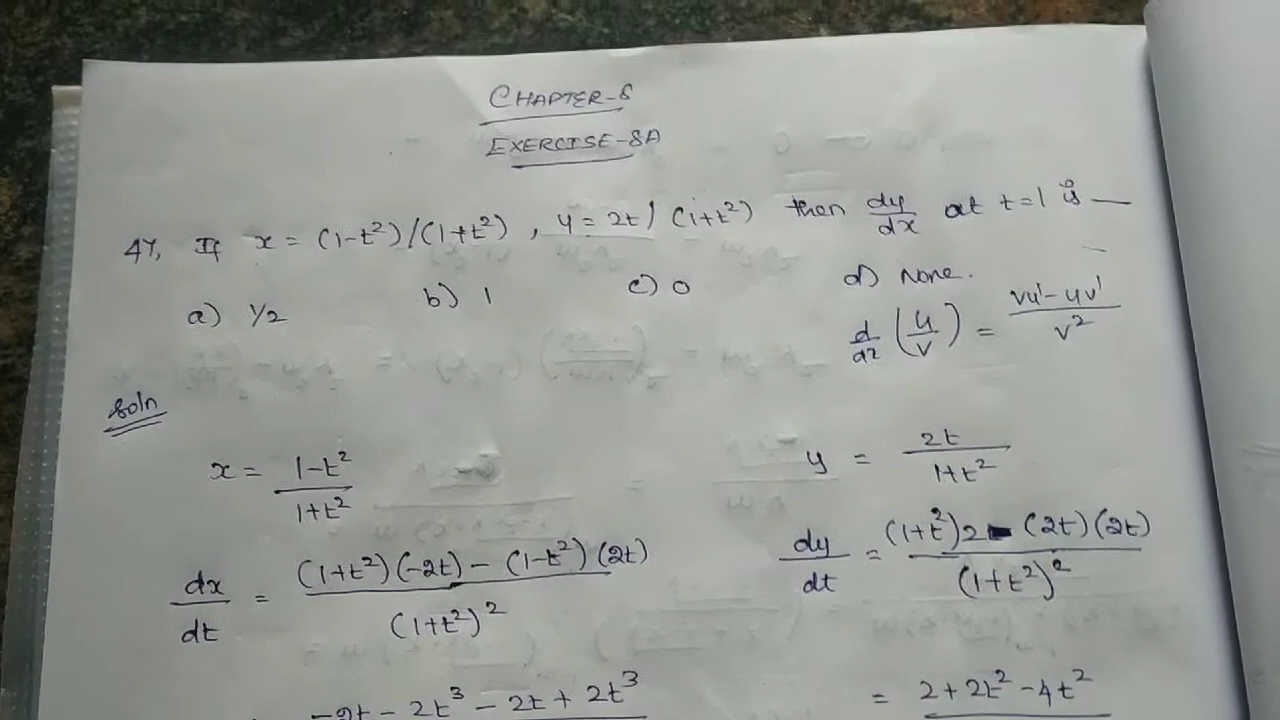 CHAPTER-8
EXERCISE-8A
47, If x = (1-t²)/(1+t²), y = 2t/(1+t²) then dy/dx at t=1 is —
a) 1/2 b) 1 c) 0 d) none.
d/dx (u/v) = (vu' - uv')/v²
Soln
x = (1-t²)/(1+t²) y = 2t/(1+t²)
dx/dt = ((1+t²)(-2t) - (1-t²)(2t))/(1+t²)² dy/dt = ((1+t²)2 - (2t)(2t))/(1+t²)²
-2t - 2t³ - 2t + 2t³ = 2+2t²-4t²